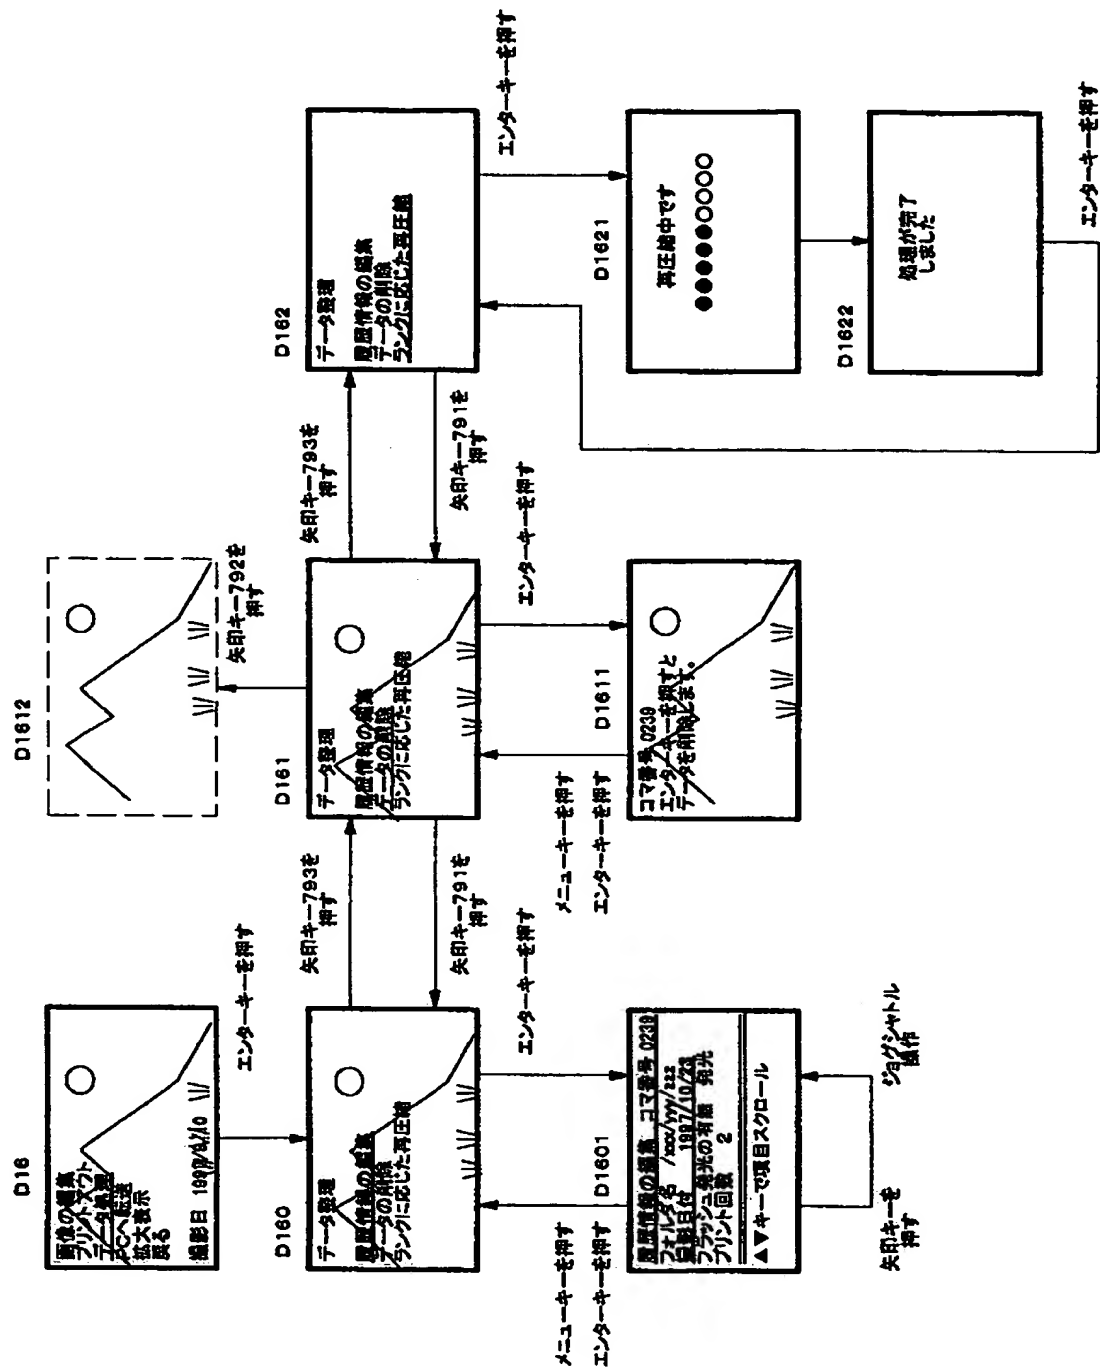 D16
画像の編集
プリントアウト
データ処理
PCへ転送
拡大表示
戻る
エンターキーを押す
D160
データ整理
履歴情報の編集
データの削除
ランクに応じた再圧縮
矢印キー793を
押す
矢印キー791を
押す
エンターキーを押す
メニューキーを押す
エンターキーを押す
D1601
履歴情報の編集 コマ番号 0239
フォルダ名 /xxx/yyy/zzz
撮影日付 1997/10/23
フラッシュ発光の有無 発光
プリント回数 2
▲▼キーで項目スクロール
矢印キーを
押す
ジョグシャトル
操作
D1612
矢印キー792を
押す
D161
データ整理
履歴情報の編集
データの削除
ランクに応じた再圧縮
矢印キー793を
押す
矢印キー791を
押す
エンターキーを押す
メニューキーを押す
エンターキーを押す
D1611
コマ番号 0239
エンターキーを押すと
データを削除します。
D162
データ整理
履歴情報の編集
データの削除
ランクに応じた再圧縮
エンターキーを押す
D1621
再圧縮中です
●●●●●○○○○
D1622
処理が完了
しました
エンターキーを押す